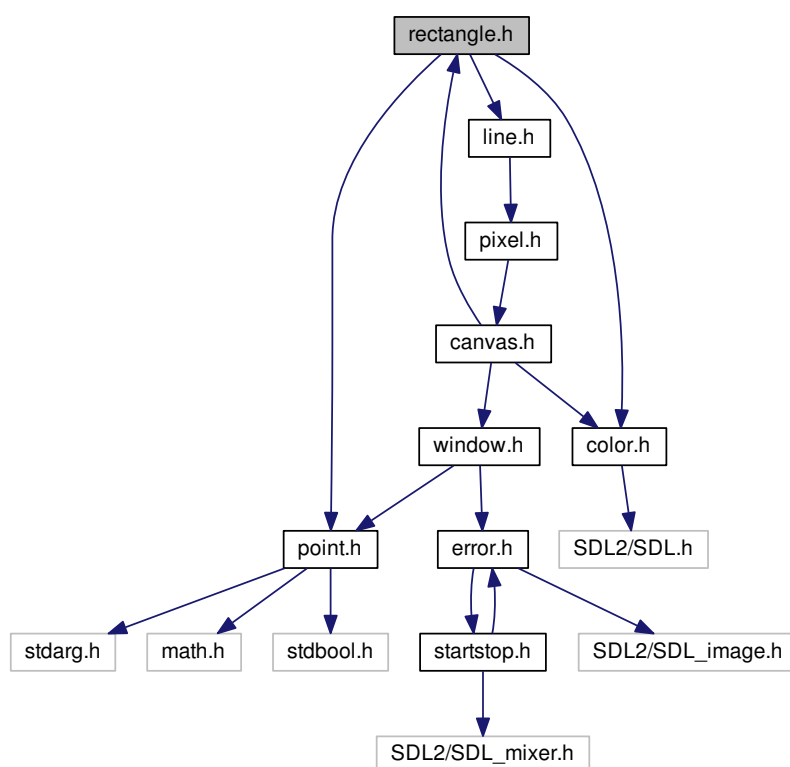 rectangle.h
line.h
pixel.h
canvas.h
window.h
color.h
point.h
error.h
SDL2/SDL.h
stdarg.h
math.h
stdbool.h
startstop.h
SDL2/SDL_image.h
SDL2/SDL_mixer.h